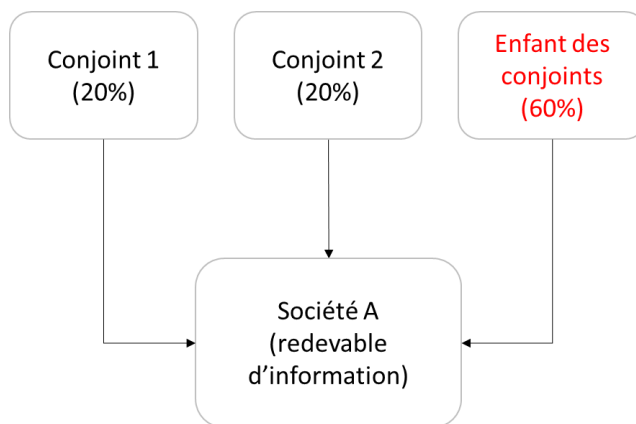 Conjoint 1
(20%)
Conjoint 2
(20%)
Enfant des
conjoints
(60%)
Société A
(redevable
d’information)